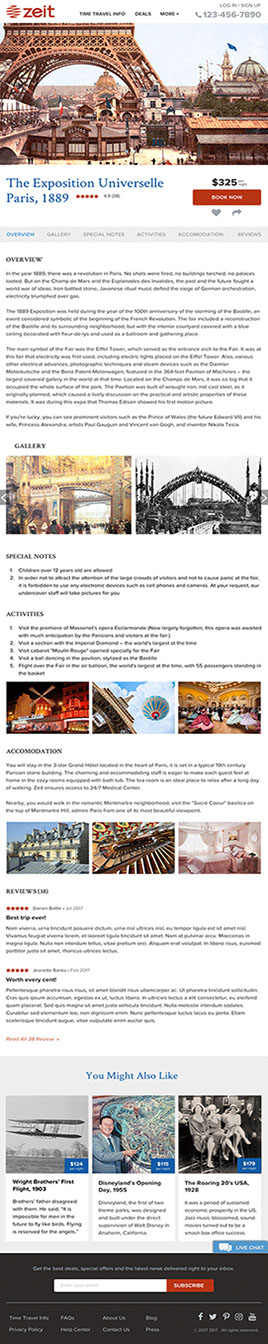 zeit
TIME TRAVEL INFO
DEALS
MORE
LOG IN / SIGN UP
123-456-7890
The Exposition Universelle
Paris, 1889
4.9 (38)
$325 per night
BOOK NOW
OVERVIEW
GALLERY
SPECIAL NOTES
ACTIVITIES
ACCOMODATION
REVIEWS
OVERVIEW
In the year 1889, there was a revolution in Paris. No shots were fired, no buildings torched, no palaces
looted. But on the Champ de Mars and the Esplanades des Invalides, the past and the future fought a
world war of ideas. Iron battled stone, Javanese ritual music defied the siege of German orchestration,
electricity triumphed over gas.
The 1889 Exposition was held during the year of the 100th anniversary of the storming of the Bastille, an
event considered symbolic of the beginning of the French Revolution. The fair included a reconstruction
of the Bastille and its surrounding neighborhood, but with the interior courtyard covered with a blue
ceiling decorated with fleur-de-lys and used as a ballroom and gathering place.
The main symbol of the Fair was the Eiffel Tower, which served as the entrance arch to the Fair. It was at
this fair that electricity was first used, including electric lights placed on the Eiffel Tower. Also, various
other electrical advances, photographic techniques and steam devices such as the Daimler
Motorkutsche and the Benz Patent Motorwagen, featured in the 364-feet Pavilion of Machines – the
largest covered gallery in the world at that time. Located on the Champs de Mars, it was so big that it
occupied the whole surface of the park. The Pavilion was built of wrought iron, not cast steel, as it
originally planned, which caused a lively discussion on the practical and artistic properties of these
materials. It was during this expo that Thomas Edison showed his first motion picture.
If you're lucky, you can see prominent visitors such as the Prince of Wales (the future Edward VII) and his
wife, Princess Alexandra; artists Paul Gauguin and Vincent van Gogh, and inventor Nikola Tesla.
GALLERY
SPECIAL NOTES
1. Children over 12 years old are allowed
2. In order not to attract the attention of the large crowds of visitors and not to cause panic at the fair,
it is forbidden to use any electronic devices such as cell phones and cameras. At your request, our
undercover staff will take pictures for you
ACTIVITIES
1. Visit the premiere of Massenet's opera Esclarmonde (Now largely forgotten, this opera was awaited
with much anticipation by the Parisians and visitors at the fair.)
2. Visit a section with the Imperial Diamond – the world's largest at the time
3. Visit cabaret "Moulin Rouge" opened specially for the Fair
4. Visit a ball dancing in the pavilion, stylized as the Bastille
5. Flight over the Fair in the air balloon, the world's largest at the time, with 55 passengers standing in
the basket
ACCOMODATION
You will stay in the 3-star Grand Hôtel located in the heart of Paris, it is set in a typical 19th century
Parisian stone building. The charming and accommodating staff is eager to make each guest feel at
home in the cozy rooms equipped with bath tub. The tea room is an ideal place to relax after a long day
of walking. Zeit ensures access to 24/7 Medical Center.
Nearby, you would walk in the romantic Montmartre neighborhood, visit the "Sacré Coeur" basilica on
the top of Montmartre Hill, admire Paris from one of its most beautiful viewpoint.
REVIEWS (38)
Darren Botte • Jul 2017
Best trip ever!
Nam viverra, urna tincidunt posuere dictum, urna nisl ultrices nisl, eu tempor ligula est sit amet nisl.
Vivamus feugiat viverra lorem, et laoreet ligula tincidunt sit amet. Nam at pulvinar arcu. Maecenas in
magna ligula. Nulla non interdum tellus, vitae pretium orci. Aliquam erat volutpat. In libero risus, euismod
porttitor justo sit amet, rhoncus ultrices lectus.
Jeanette Banks • Feb 2017
Worth every cent!
Pellentesque pharetra risus risus, sit amet blandit risus ullamcorper ac. Ut pharetra tincidunt sollicitudin.
Cras quis ipsum accumsan, egestas ex ut, luctus libero. In ultricies lectus a elit consectetur, eu eleifend
quam placerat. Sed quis magna sit amet justo vehicula tincidunt. Nulla molestie interdum sodales.
Curabitur sed elementum leo, non dignissim enim. Nunc pellentesque luctus lacus eu porta. Etiam
scelerisque tincidunt augue, vitae vulputate enim auctor quis.
Read All 38 Review »
You Might Also Like
$124 per night
Wright Brothers' First
Flight, 1903
Brothers' father disagreed
with them. He said, "It is
impossible for men in the
future to fly like birds. Flying
is reserved for the angels."
$115 per night
Disneyland's Opening
Day, 1955
Disneyland, the first of two
theme parks, was designed
and built under the direct
supervision of Walt Disney in
Anaheim, California.
$179 per night
The Roaring 20's USA,
1928
It was a period of sustained
economic prosperity in the US.
Jazz music blossomed, sound
movies turned out to be a
smash box office success.
LIVE CHAT
Get the best deals, special offers and the latest news delivered right to your inbox.
Enter your email
SUBSCRIBE
Time Travel Info
FAQs
About Us
Blog
Privacy Policy
Help Center
Contact Us
Press
© 2017 ZEIT. All rights reserved.